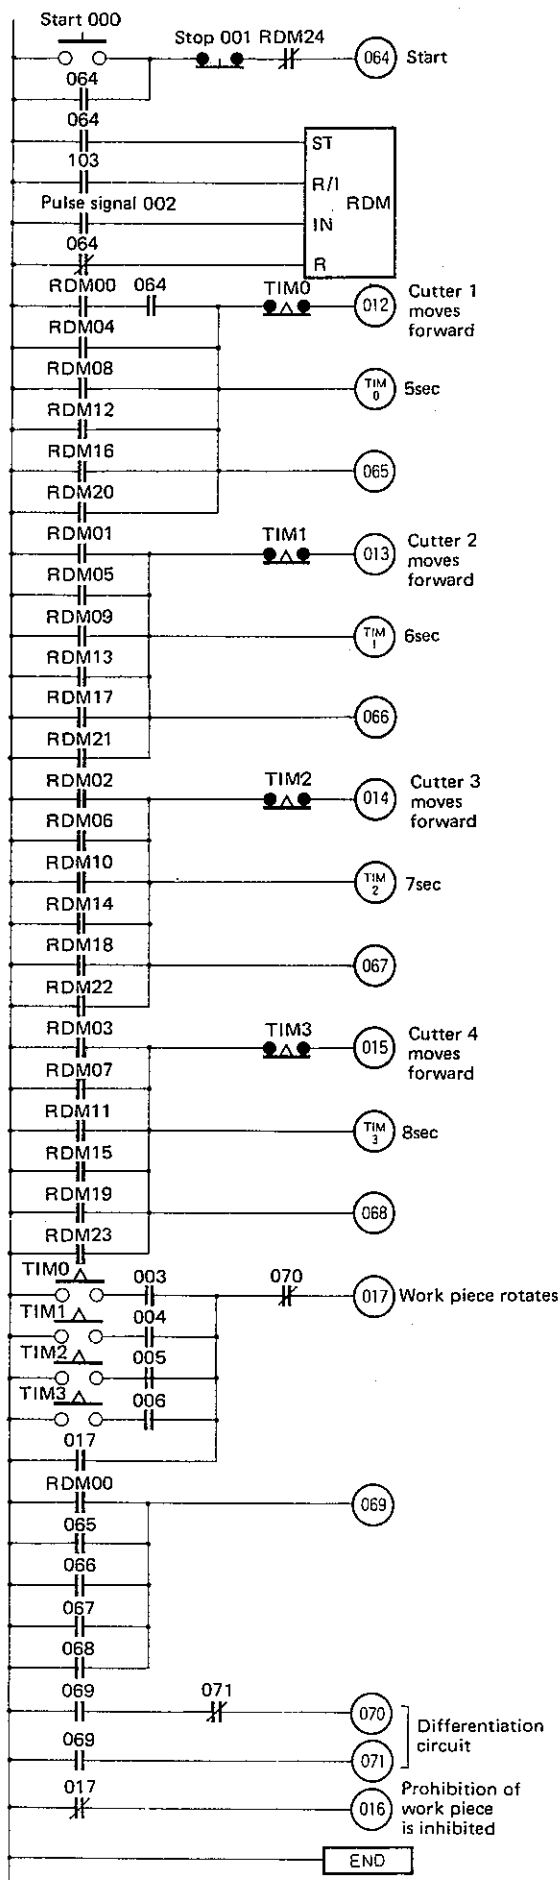 Start 000
Stop 001 RDM24
064 Start
064
064
ST
103
R/I
RDM
Pulse signal 002
IN
064
R
RDM00 064 TIM0
012 Cutter 1
moves
forward
RDM04
RDM08
TIM
0
5sec
RDM12
RDM16
065
RDM20
RDM01 TIM1
013 Cutter 2
moves
forward
RDM05
RDM09
TIM
1
6sec
RDM13
RDM17
066
RDM21
RDM02 TIM2
014 Cutter 3
moves
forward
RDM06
RDM10
TIM
2
7sec
RDM14
RDM18
067
RDM22
RDM03 TIM3
015 Cutter 4
moves
forward
RDM07
RDM11
TIM
3
8sec
RDM15
RDM19
068
RDM23
TIM0 003 070
017 Work piece rotates
TIM1 004
TIM2 005
TIM3 006
017
RDM00
069
065
066
067
068
069 071
070
Differentiation
circuit
069
071
017
016
Prohibition of
work piece
is inhibited
END